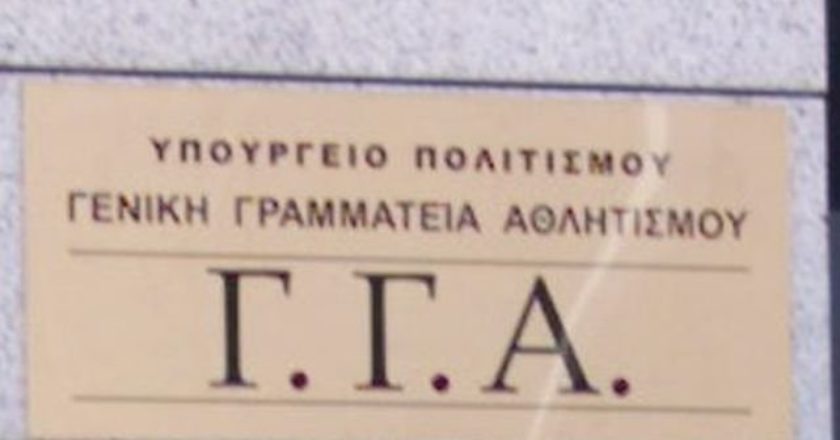 ΥΠΟΥΡΓΕΙΟ ΠΟΛΙΤΙΣΜΟΥ
ΓΕΝΙΚΗ ΓΡΑΜΜΑΤΕΙΑ ΑΘΛΗΤΙΣΜΟΥ
Γ.Γ.Α.